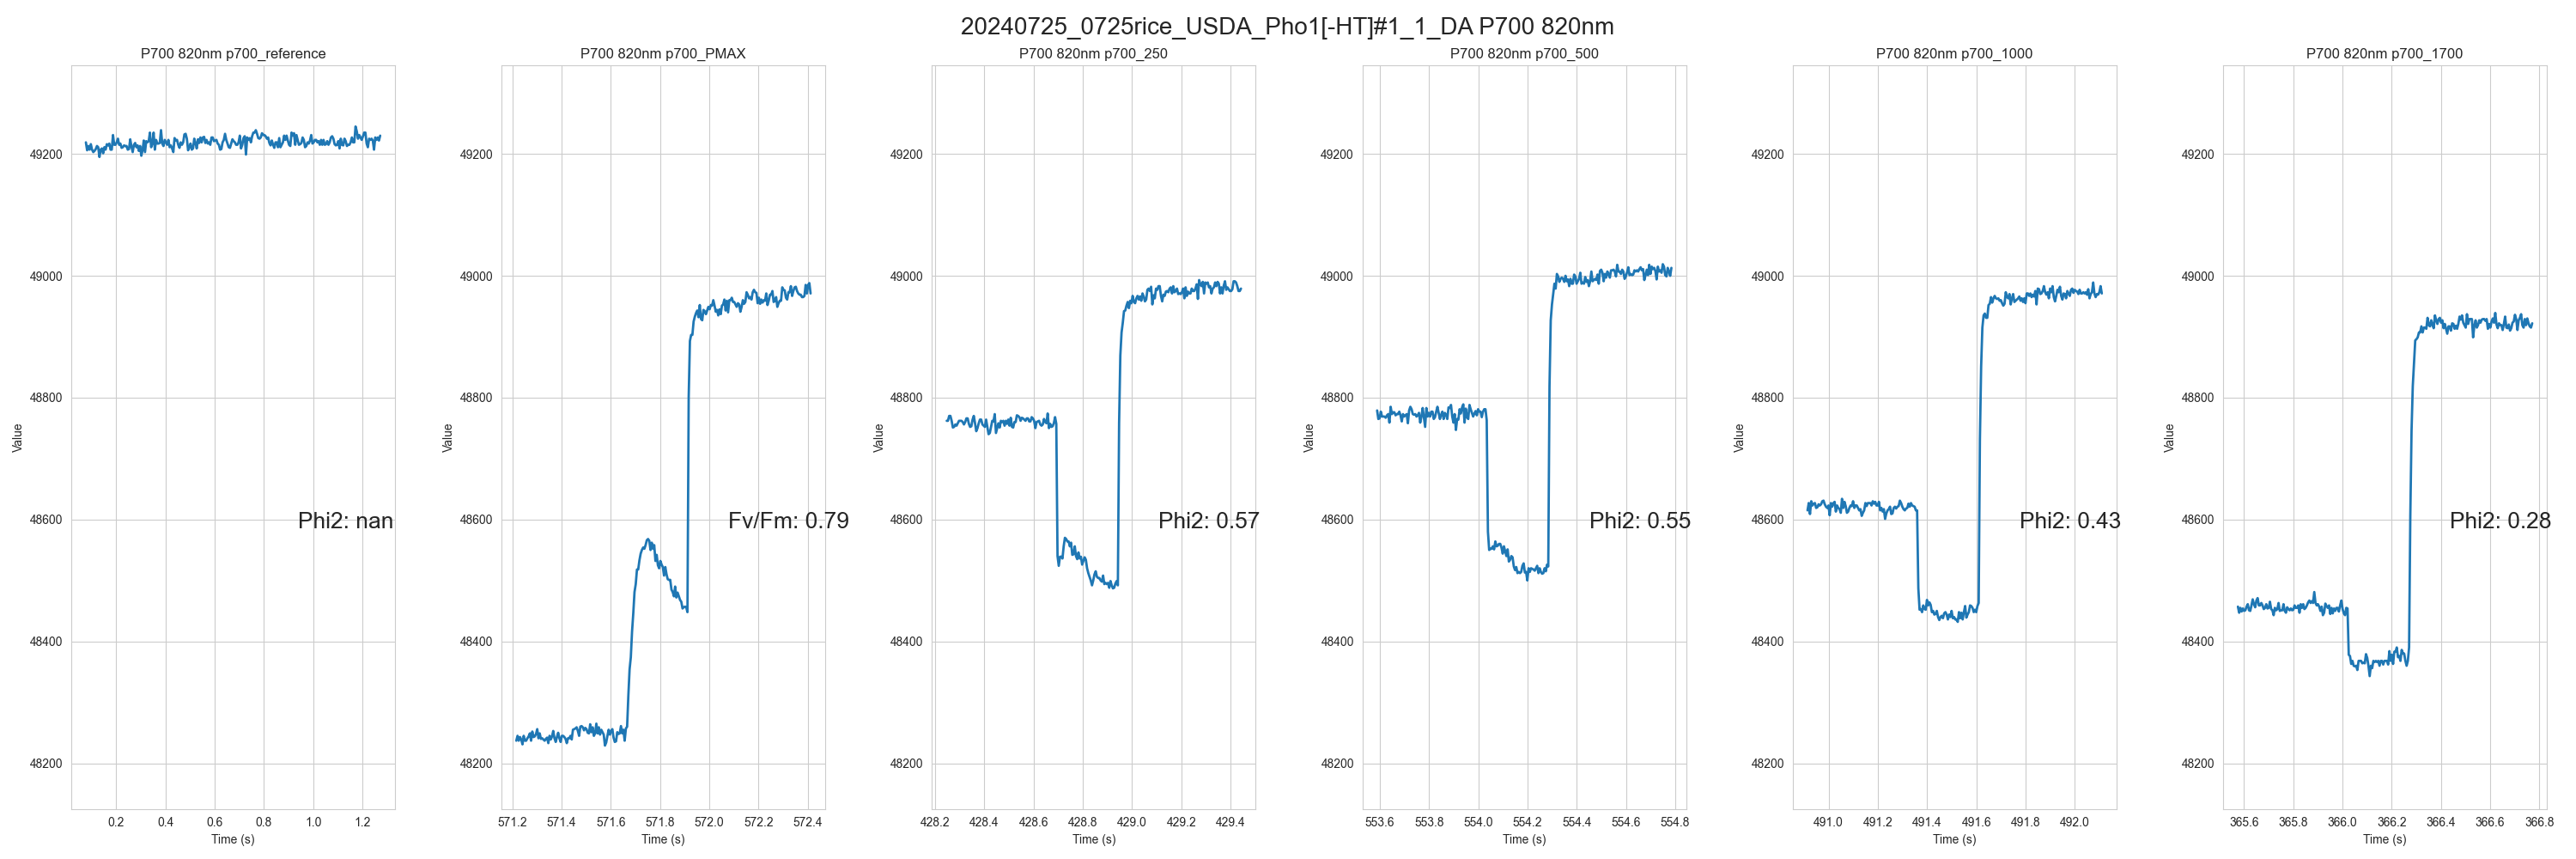 20240725_0725rice_USDA_Pho1[-HT]#1_1_DA P700 820nm
P700 820nm p700_reference
49200
49000
48800
48600
48400
48200
Value
Phi2: nan
0.2 0.4 0.6 0.8 1.0 1.2
Time (s)
P700 820nm p700_PMAX
49200
49000
48800
48600
48400
48200
Value
Fv/Fm: 0.79
571.2 571.4 571.6 571.8 572.0 572.2 572.4
Time (s)
P700 820nm p700_250
49200
49000
48800
48600
48400
48200
Value
Phi2: 0.57
428.2 428.4 428.6 428.8 429.0 429.2 429.4
Time (s)
P700 820nm p700_500
49200
49000
48800
48600
48400
48200
Value
Phi2: 0.55
553.6 553.8 554.0 554.2 554.4 554.6 554.8
Time (s)
P700 820nm p700_1000
49200
49000
48800
48600
48400
48200
Value
Phi2: 0.43
491.0 491.2 491.4 491.6 491.8 492.0
Time (s)
P700 820nm p700_1700
49200
49000
48800
48600
48400
48200
Value
Phi2: 0.28
365.6 365.8 366.0 366.2 366.4 366.6 366.8
Time (s)